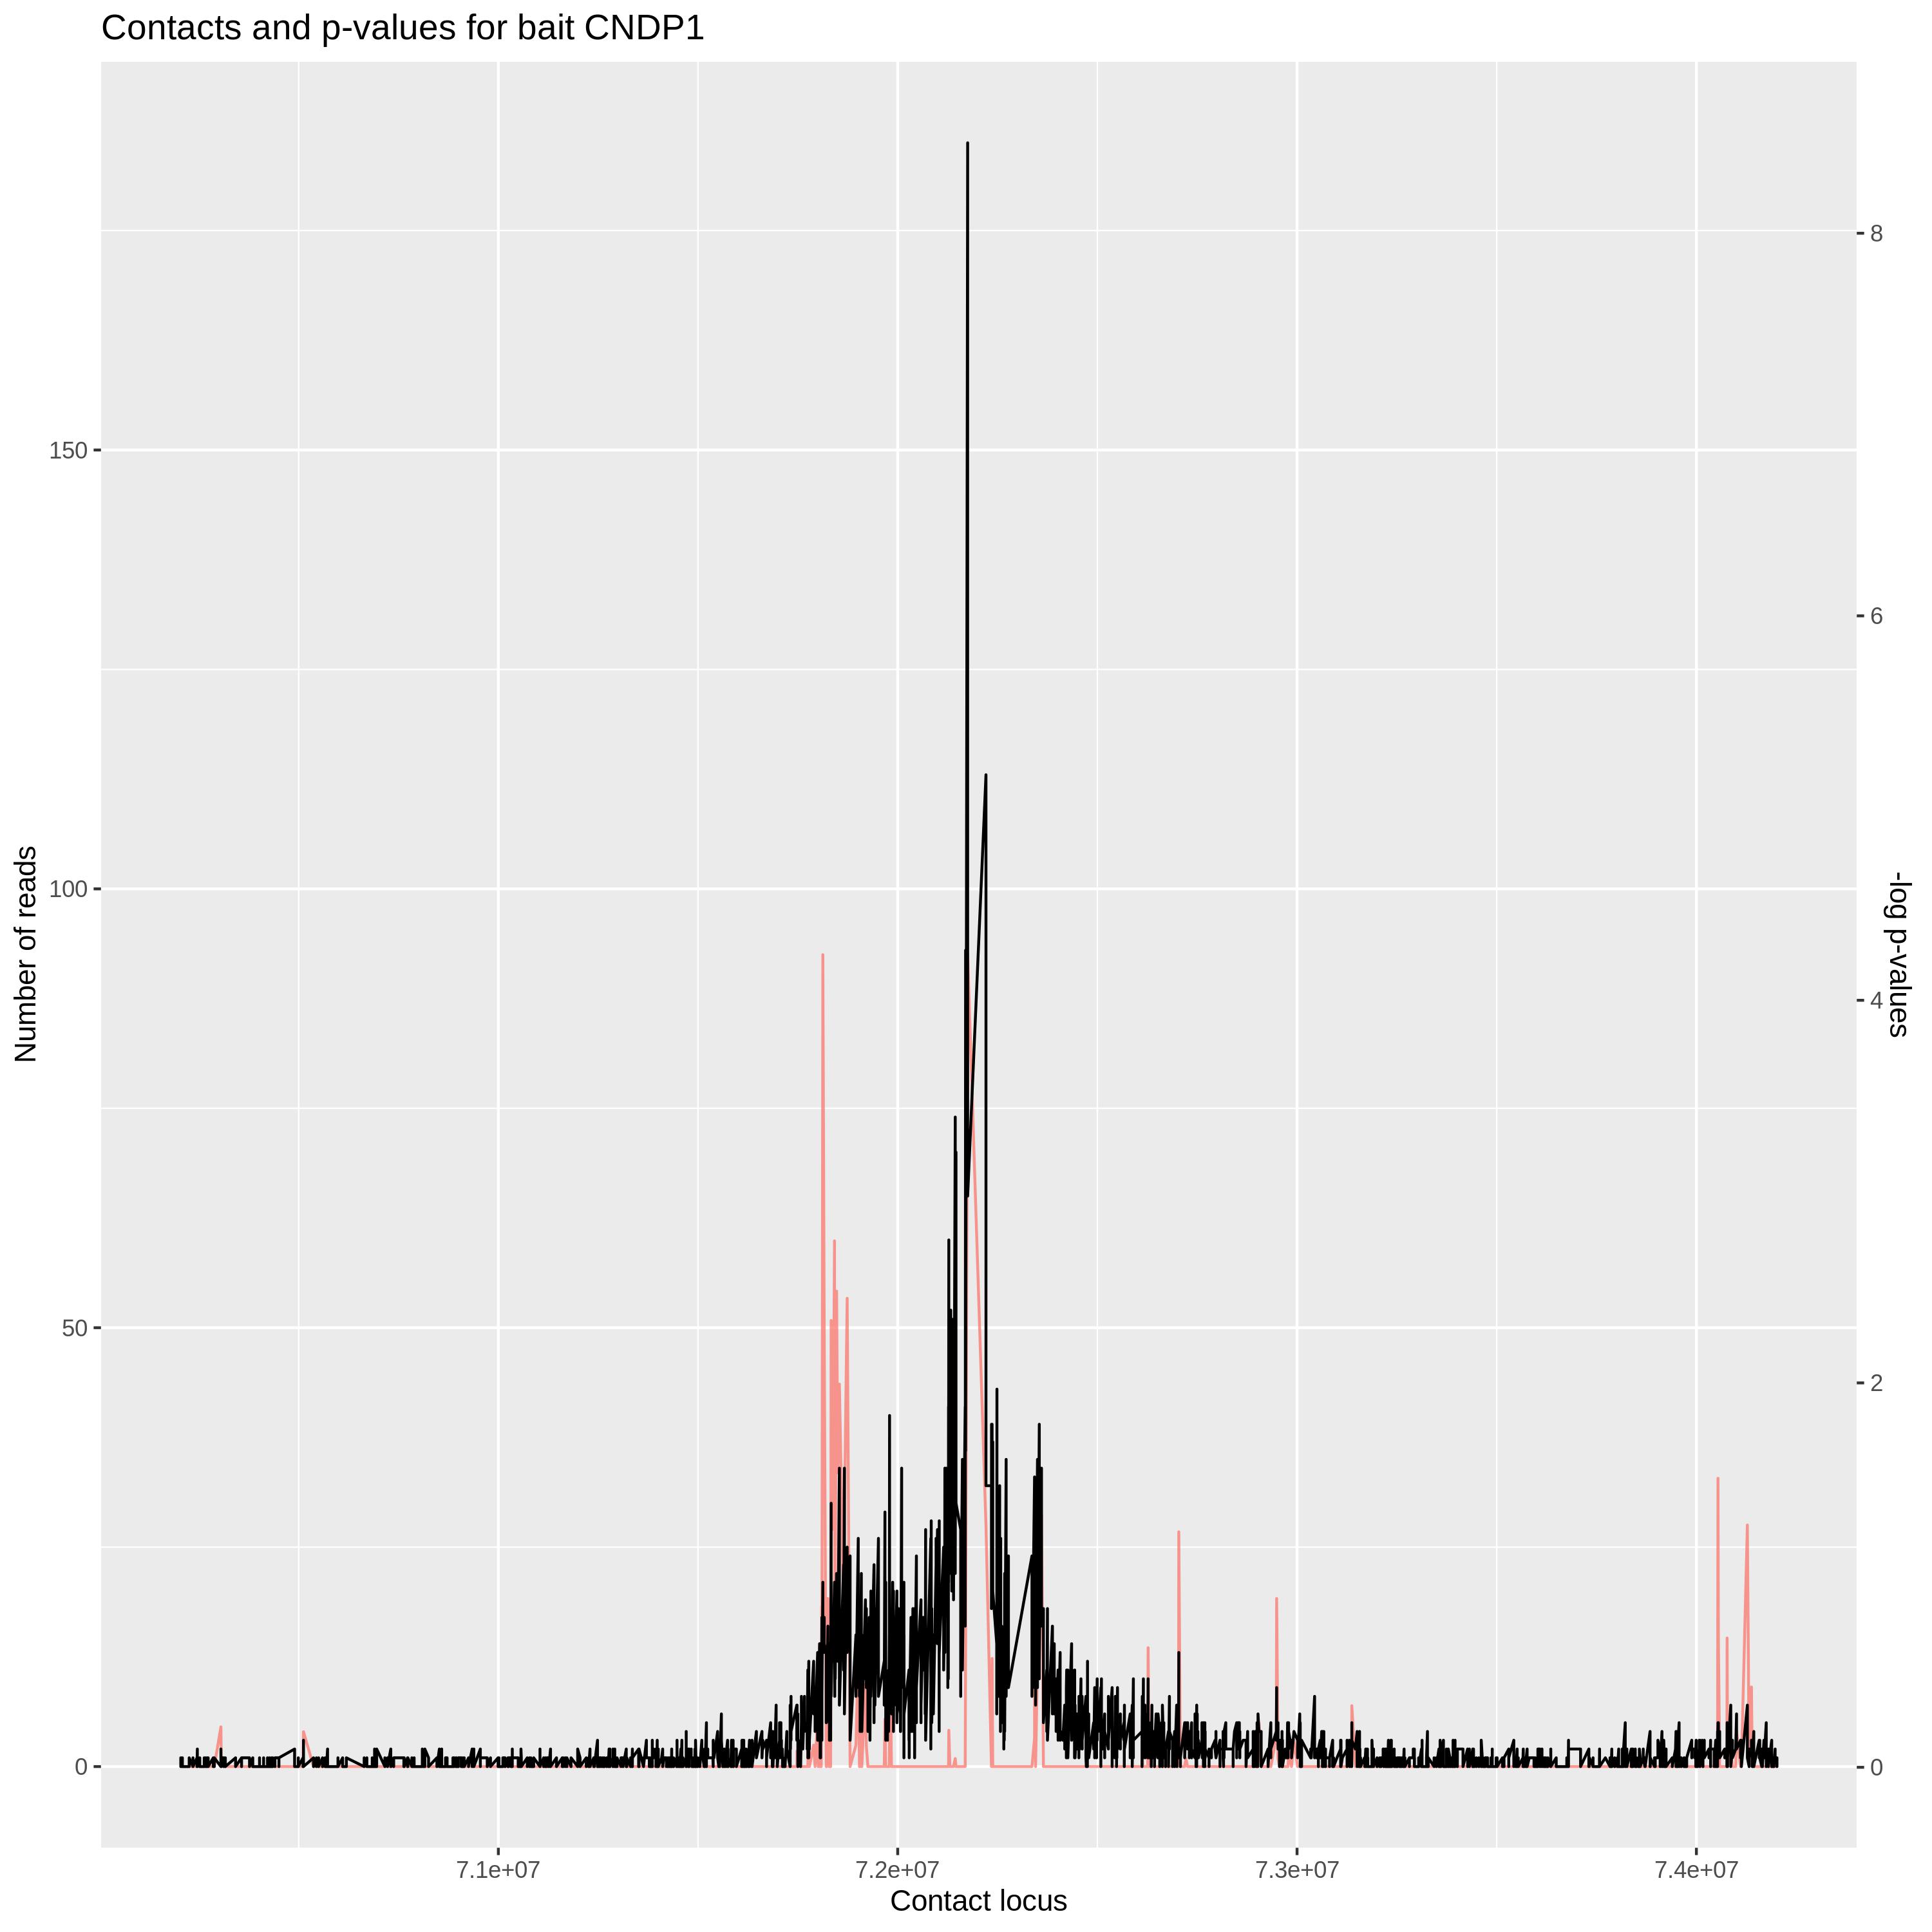 Contacts and p-values for bait CNDP1
Number of reads
150
100
50
0
8
6
4
2
0
-log p-values
7.1e+07
7.2e+07
7.3e+07
7.4e+07
Contact locus